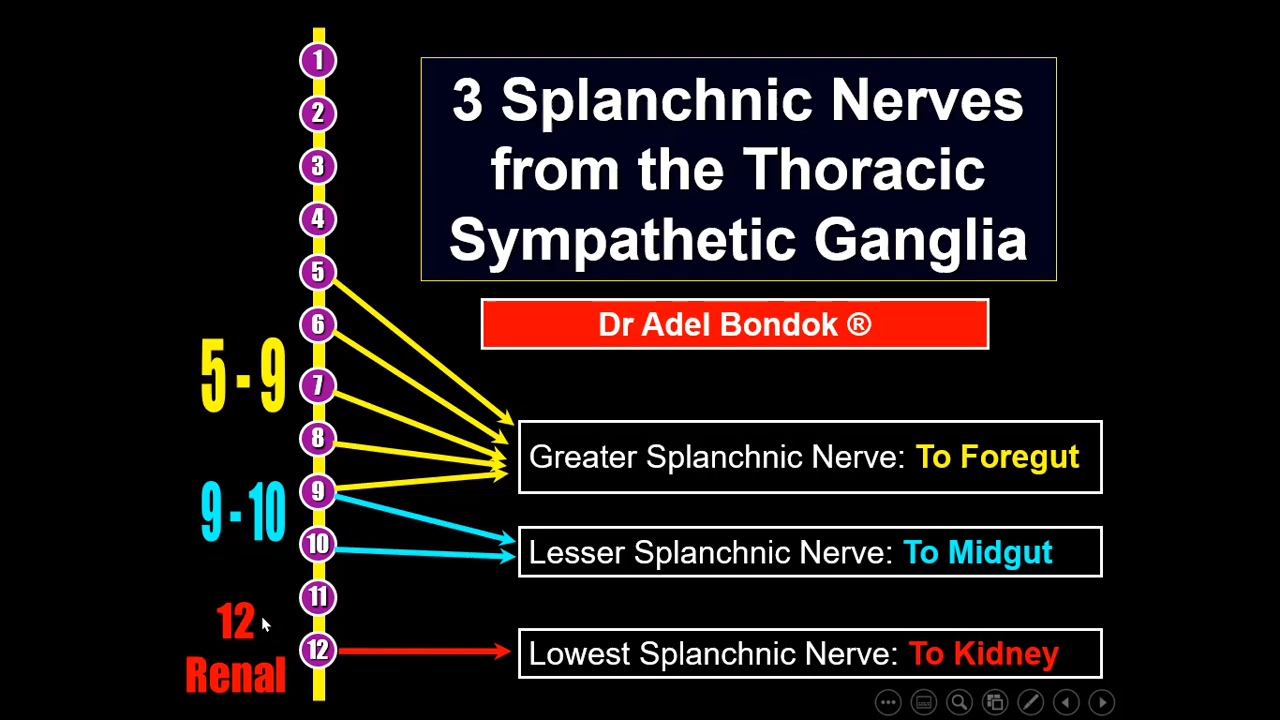 3 Splanchnic Nerves
from the Thoracic
Sympathetic Ganglia
Dr Adel Bondok ®
1
2
3
4
5
6
7
8
9
10
11
12
5 - 9
9 - 10
12
Renal
Greater Splanchnic Nerve: To Foregut
Lesser Splanchnic Nerve: To Midgut
Lowest Splanchnic Nerve: To Kidney